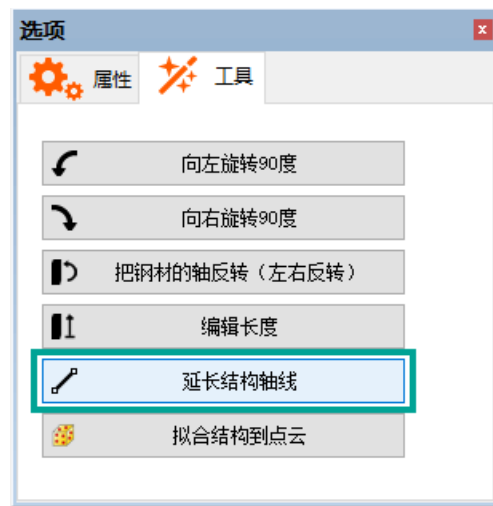 选项
属性
工具
向左旋转90度
向右旋转90度
把钢材的轴反转（左右反转）
编辑长度
延长结构轴线
拟合结构到点云